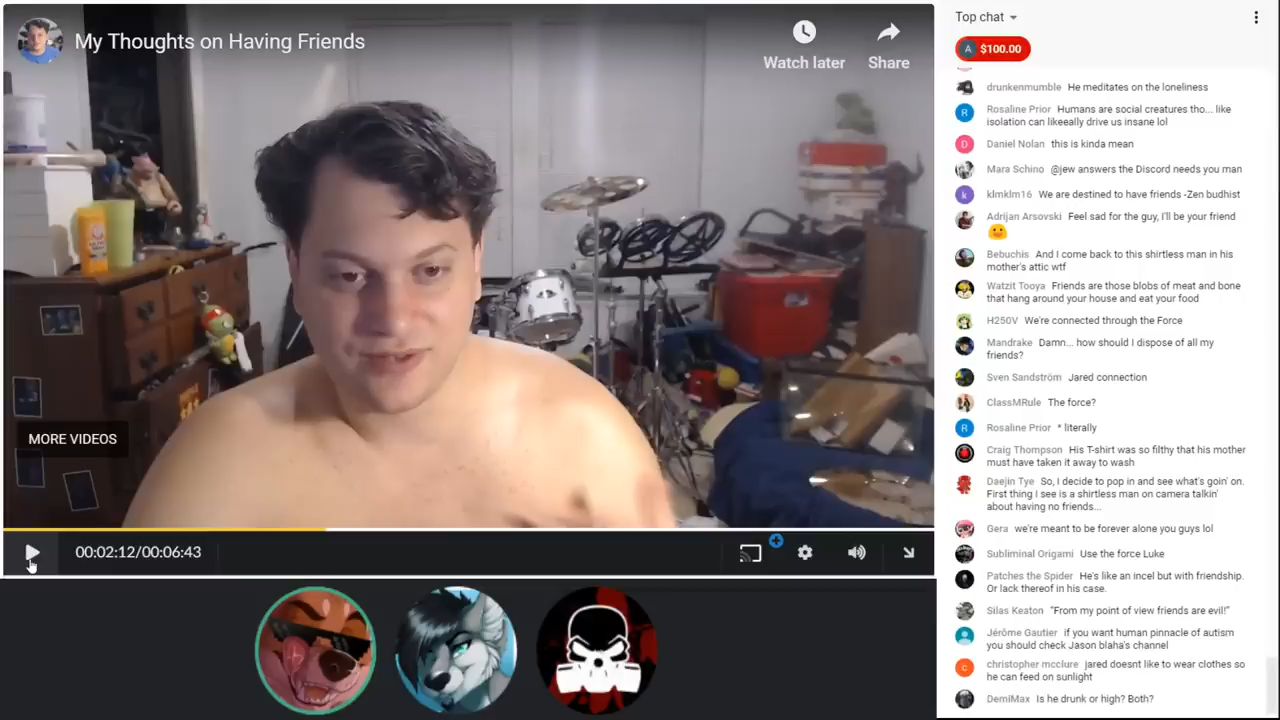 My Thoughts on Having Friends
Watch later
Share
MORE VIDEOS
00:02:12/00:06:43
Top chat
A $100.00
drunkenmumble He meditates on the loneliness
R Rosaline Prior Humans are social creatures tho... like
isolation can likeeally drive us insane lol
D Daniel Nolan this is kinda mean
Mara Schino @jew answers the Discord needs you man
k klmklm16 We are destined to have friends -Zen budhist
Adrijan Arsovski Feel sad for the guy, I'll be your friend
Bebuchis And I come back to this shirtless man in his
mother's attic wtf
Watzit Tooya Friends are those blobs of meat and bone
that hang around your house and eat your food
H250V We're connected through the Force
Mandrake Damn... how should I dispose of all my
friends?
Sven Sandström Jared connection
ClassMRule The force?
R Rosaline Prior * literally
Craig Thompson His T-shirt was so filthy that his mother
must have taken it away to wash
Daejin Tye So, I decide to pop in and see what's goin' on.
First thing I see is a shirtless man on camera talkin'
about having no friends...
Gera we're meant to be forever alone you guys lol
Subliminal Origami Use the force Luke
Patches the Spider He's like an incel but with friendship.
Or lack thereof in his case.
Silas Keaton "From my point of view friends are evil!"
Jérôme Gautier if you want human pinnacle of autism
you should check Jason blaha's channel
c christopher mcclure jared doesnt like to wear clothes so
he can feed on sunlight
DemiMax Is he drunk or high? Both?